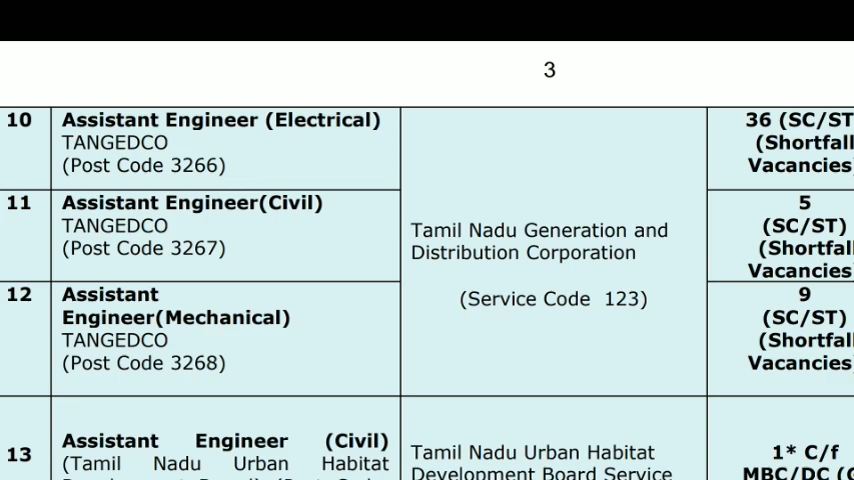 3
10
Assistant Engineer (Electrical)
TANGEDCO
(Post Code 3266)
36 (SC/ST
(Shortfall
Vacancies)
11
Assistant Engineer(Civil)
TANGEDCO
(Post Code 3267)
Tamil Nadu Generation and
Distribution Corporation
(Service Code 123)
5
(SC/ST)
(Shortfall
Vacancies)
12
Assistant
Engineer(Mechanical)
TANGEDCO
(Post Code 3268)
9
(SC/ST)
(Shortfall
Vacancies)
13
Assistant Engineer (Civil)
(Tamil Nadu Urban Habitat
Tamil Nadu Urban Habitat
Development Board Service
1* C/f
MBC/DC (